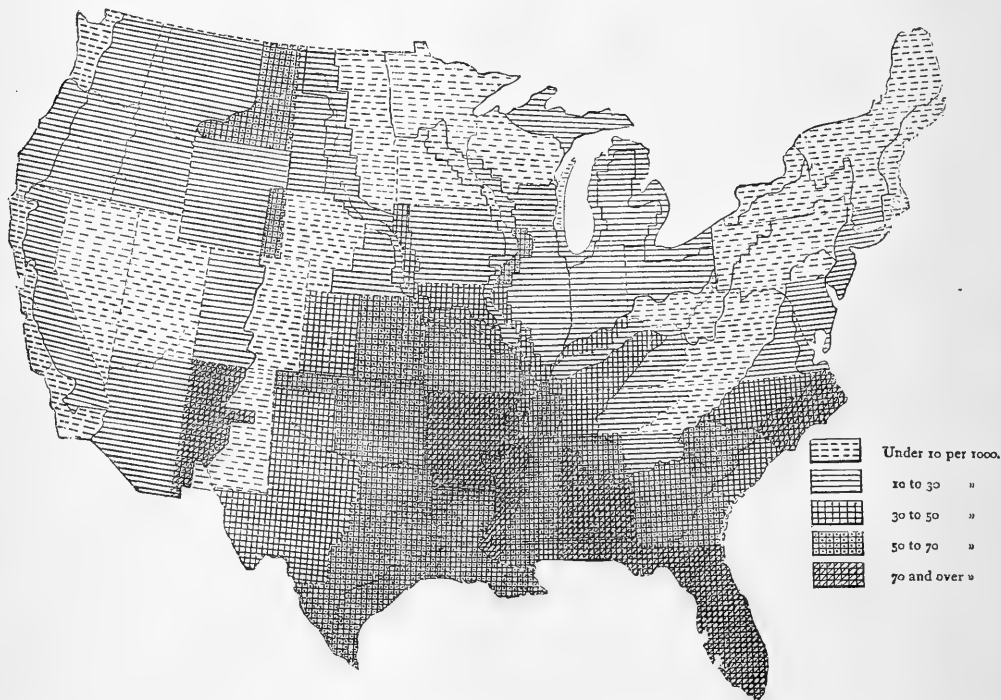 Under 10 per 1000.
10 to 30 »
30 to 50 »
50 to 70 »
70 and over »